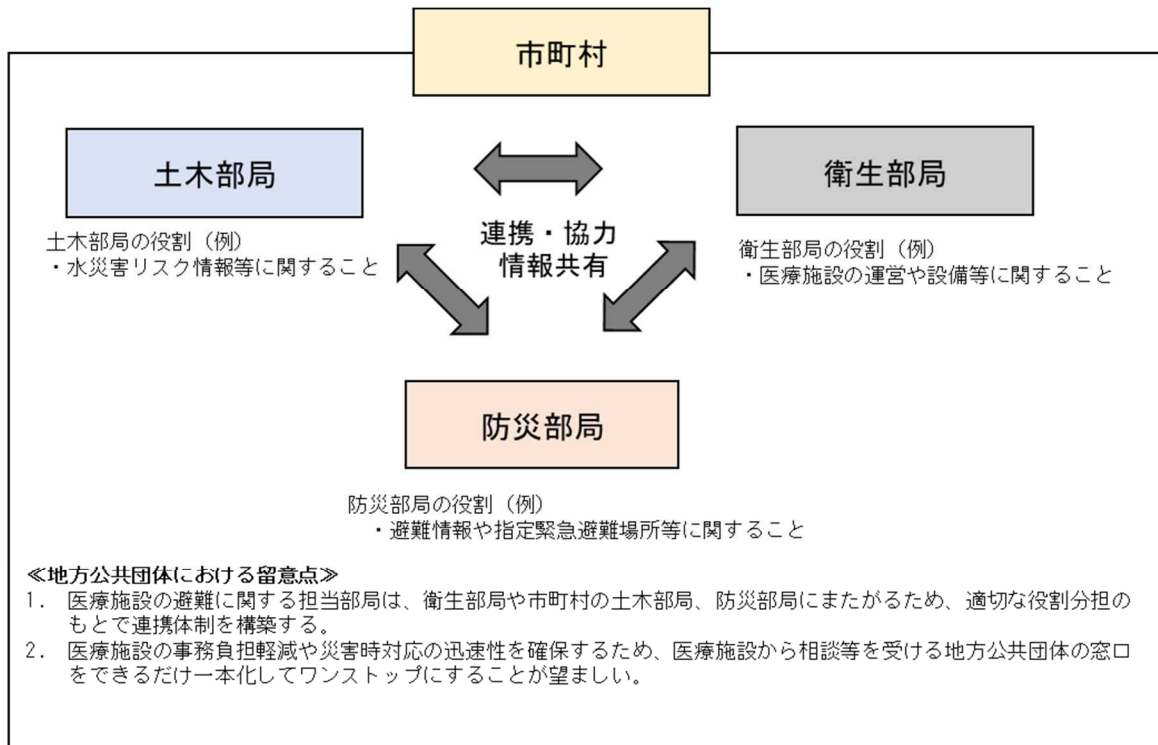 市町村
土木部局
衛生部局
土木部局の役割（例）
・水災害リスク情報等に関すること
連携・協力
情報共有
衛生部局の役割（例）
・医療施設の運営や設備等に関すること
防災部局
防災部局の役割（例）
・避難情報や指定緊急避難場所等に関すること
≪地方公共団体における留意点≫
1. 医療施設の避難に関する担当部局は、衛生部局や市町村の土木部局、防災部局にまたがるため、適切な役割分担の
もとで連携体制を構築する。
2. 医療施設の事務負担軽減や災害時対応の迅速性を確保するため、医療施設から相談等を受ける地方公共団体の窓口
をできるだけ一本化してワンストップにすることが望ましい。